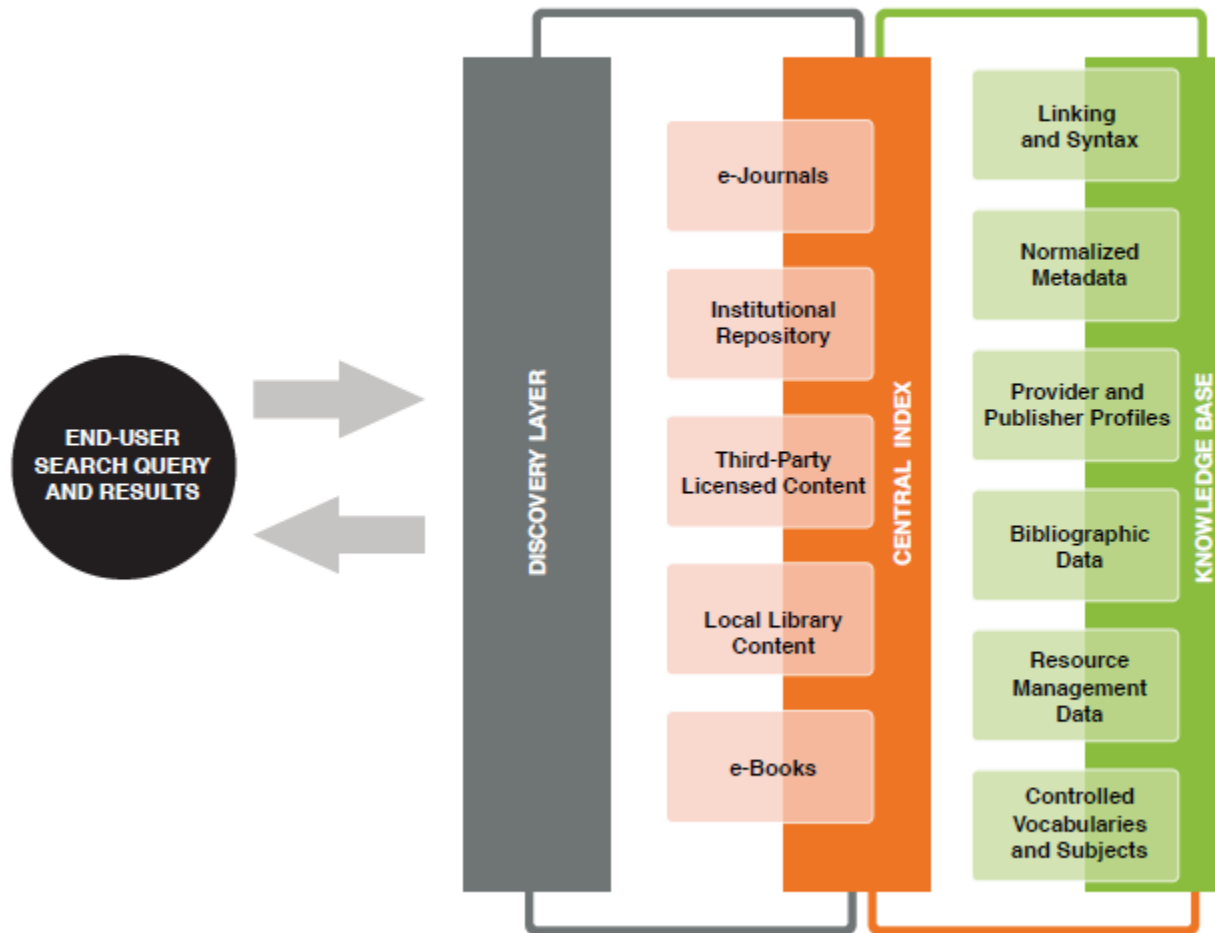 END-USER
SEARCH QUERY
AND RESULTS
DISCOVERY LAYER
e-Journals
Institutional
Repository
Third-Party
Licensed Content
Local Library
Content
e-Books
CENTRAL INDEX
Linking
and Syntax
Normalized
Metadata
Provider and
Publisher Profiles
Bibliographic
Data
Resource
Management
Data
Controlled
Vocabularies
and Subjects
KNOWLEDGE BASE